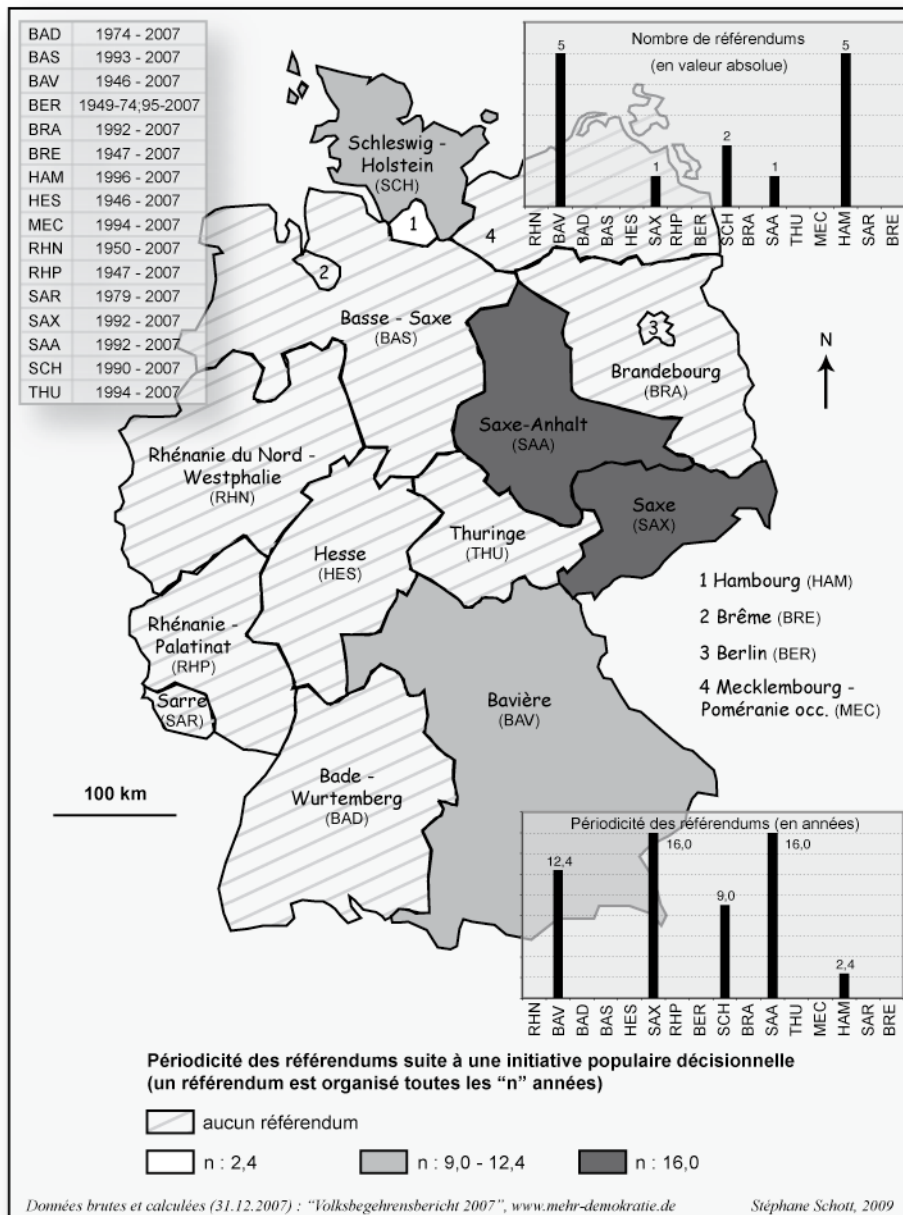 BAD 1974 - 2007
BAS 1993 - 2007
BAV 1946 - 2007
BER 1949-74;95-2007
BRA 1992 - 2007
BRE 1947 - 2007
HAM 1996 - 2007
HES 1946 - 2007
MEC 1994 - 2007
RHN 1950 - 2007
RHP 1947 - 2007
SAR 1979 - 2007
SAX 1992 - 2007
SAA 1992 - 2007
SCH 1990 - 2007
THU 1994 - 2007
Nombre de référendums
(en valeur absolue)
5
5
2
1
1
RHN BAV BAD BAS HES SAX RHP BER SCH BRA SAA THU MEC HAM SAR BRE
Schleswig -
Holstein
(SCH)
1
4
2
Basse - Saxe
(BAS)
3
Brandebourg
(BRA)
N
Saxe-Anhalt
(SAA)
Rhénanie du Nord -
Westphalie
(RHN)
Saxe
(SAX)
Thuringe
(THU)
Hesse
(HES)
Rhénanie -
Palatinat
(RHP)
Sarre
(SAR)
Bavière
(BAV)
Bade -
Wurtemberg
(BAD)
1 Hambourg (HAM)
2 Brême (BRE)
3 Berlin (BER)
4 Mecklembourg -
Poméranie occ. (MEC)
100 km
Périodicité des référendums (en années)
12,4
16,0
9,0
16,0
2,4
RHN BAV BAD BAS HES SAX RHP BER SCH BRA SAA THU MEC HAM SAR BRE
Périodicité des référendums suite à une initiative populaire décisionnelle
(un référendum est organisé toutes les “n” années)
aucun référendum
n : 2,4
n : 9,0 - 12,4
n : 16,0
Données brutes et calculées (31.12.2007) : “Volksbegehrensbericht 2007”, www.mehr-demokratie.de
Stéphane Schott, 2009